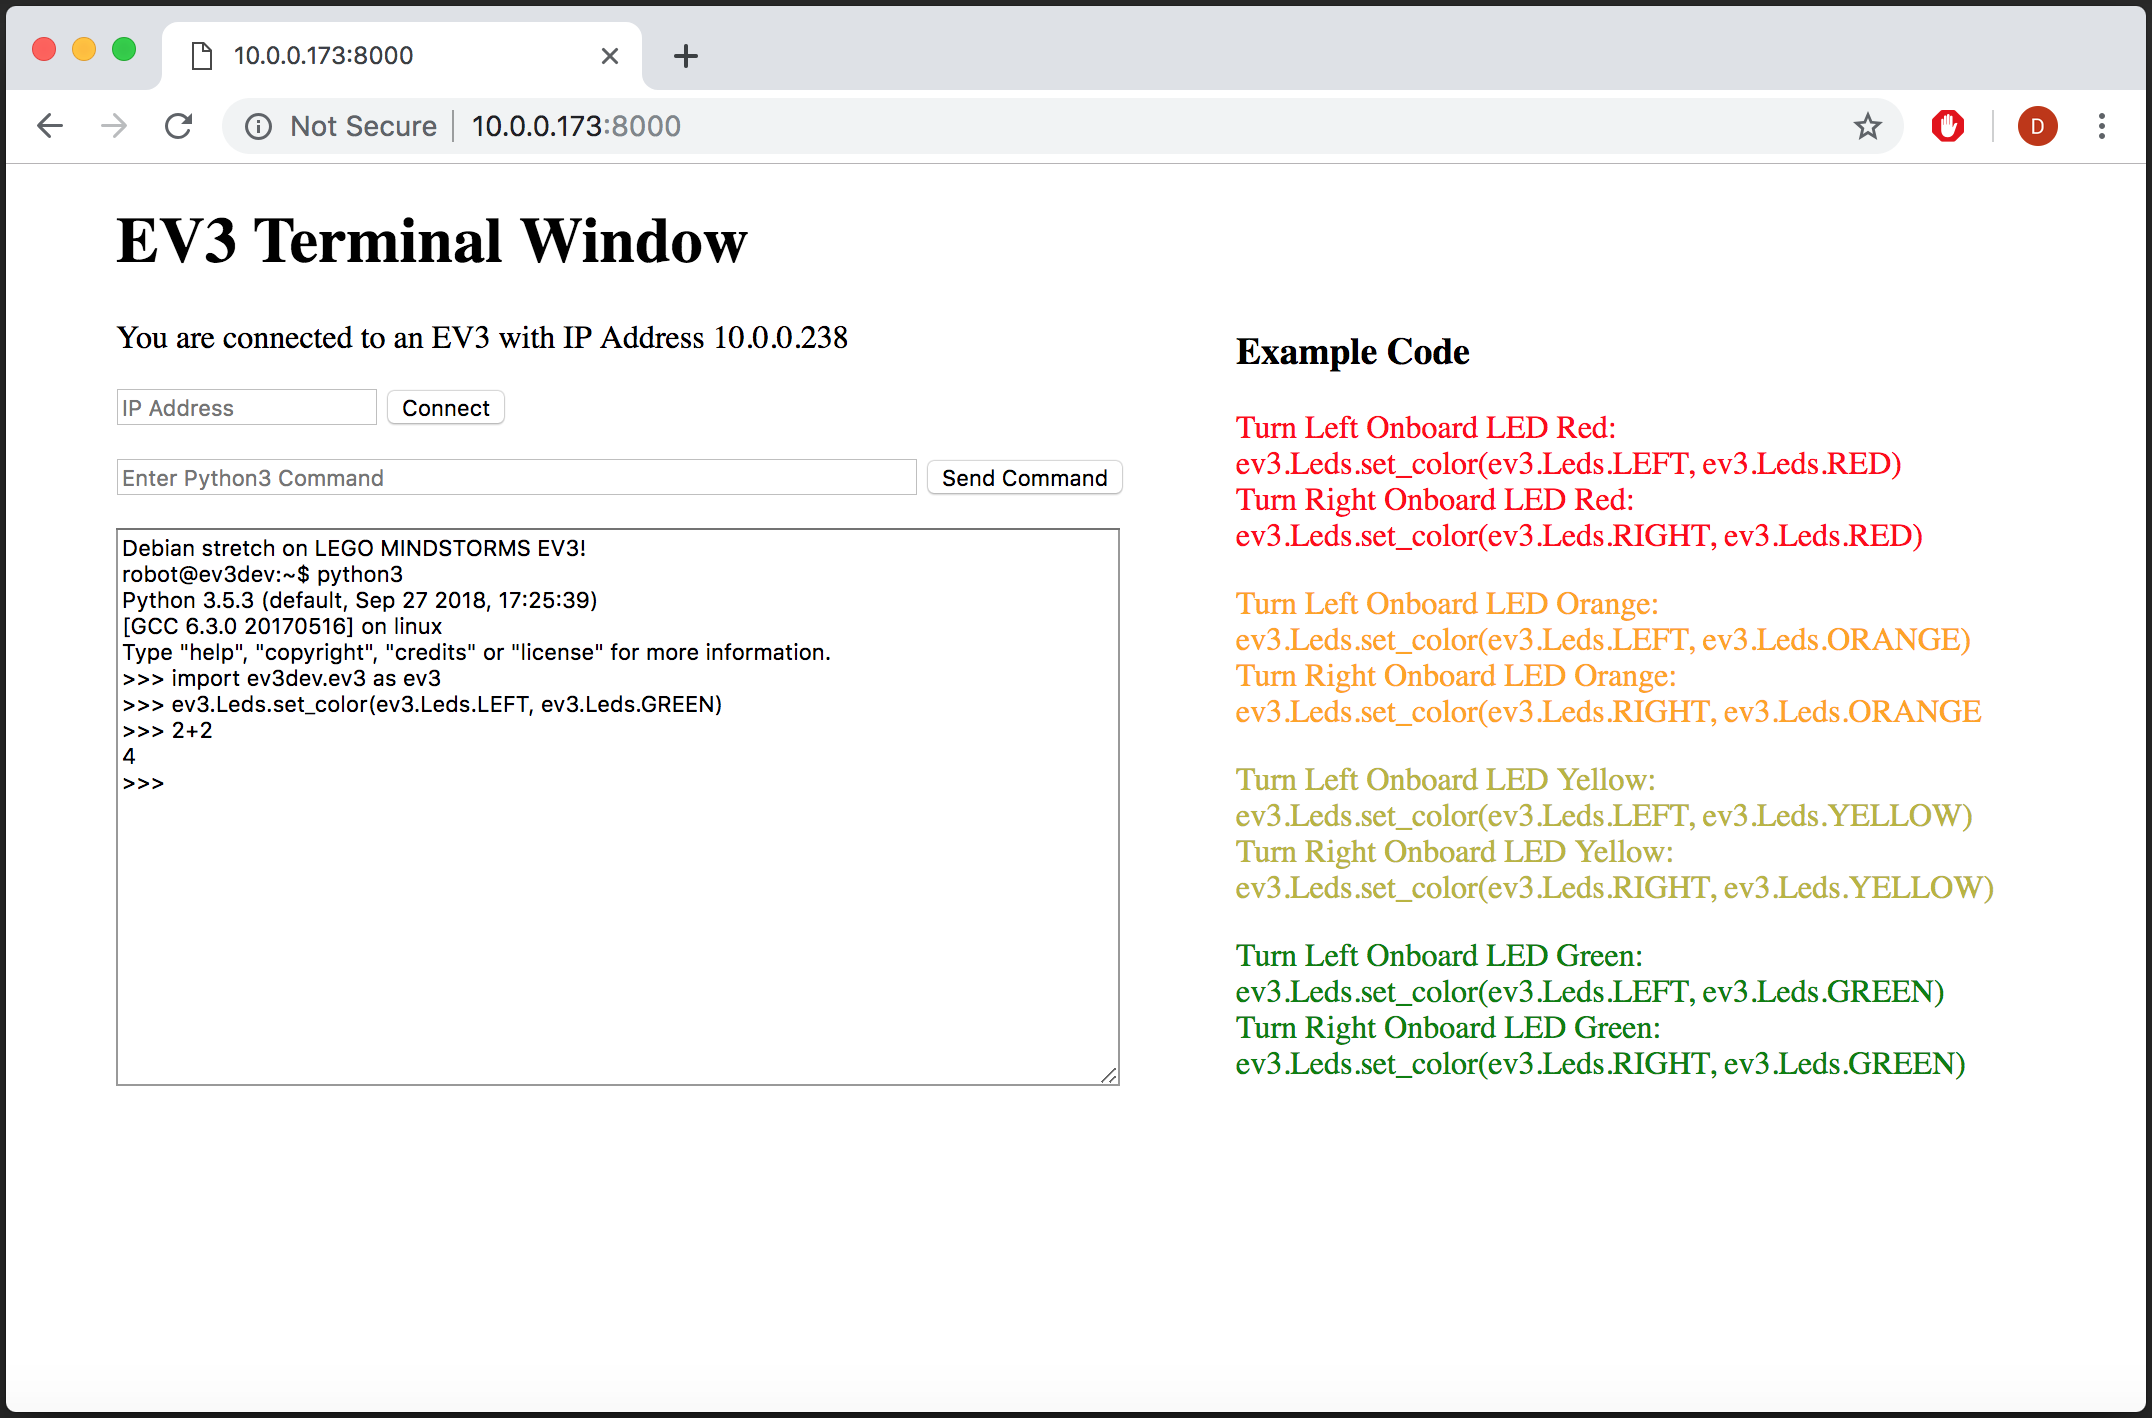 10.0.0.173:8000
Not Secure 10.0.0.173:8000
D
EV3 Terminal Window
You are connected to an EV3 with IP Address 10.0.0.238
IP Address Connect
Enter Python3 Command Send Command
Debian stretch on LEGO MINDSTORMS EV3!
robot@ev3dev:~$ python3
Python 3.5.3 (default, Sep 27 2018, 17:25:39)
[GCC 6.3.0 20170516] on linux
Type "help", "copyright", "credits" or "license" for more information.
>>> import ev3dev.ev3 as ev3
>>> ev3.Leds.set_color(ev3.Leds.LEFT, ev3.Leds.GREEN)
>>> 2+2
4
>>>
Example Code
Turn Left Onboard LED Red:
ev3.Leds.set_color(ev3.Leds.LEFT, ev3.Leds.RED)
Turn Right Onboard LED Red:
ev3.Leds.set_color(ev3.Leds.RIGHT, ev3.Leds.RED)
Turn Left Onboard LED Orange:
ev3.Leds.set_color(ev3.Leds.LEFT, ev3.Leds.ORANGE)
Turn Right Onboard LED Orange:
ev3.Leds.set_color(ev3.Leds.RIGHT, ev3.Leds.ORANGE
Turn Left Onboard LED Yellow:
ev3.Leds.set_color(ev3.Leds.LEFT, ev3.Leds.YELLOW)
Turn Right Onboard LED Yellow:
ev3.Leds.set_color(ev3.Leds.RIGHT, ev3.Leds.YELLOW)
Turn Left Onboard LED Green:
ev3.Leds.set_color(ev3.Leds.LEFT, ev3.Leds.GREEN)
Turn Right Onboard LED Green:
ev3.Leds.set_color(ev3.Leds.RIGHT, ev3.Leds.GREEN)